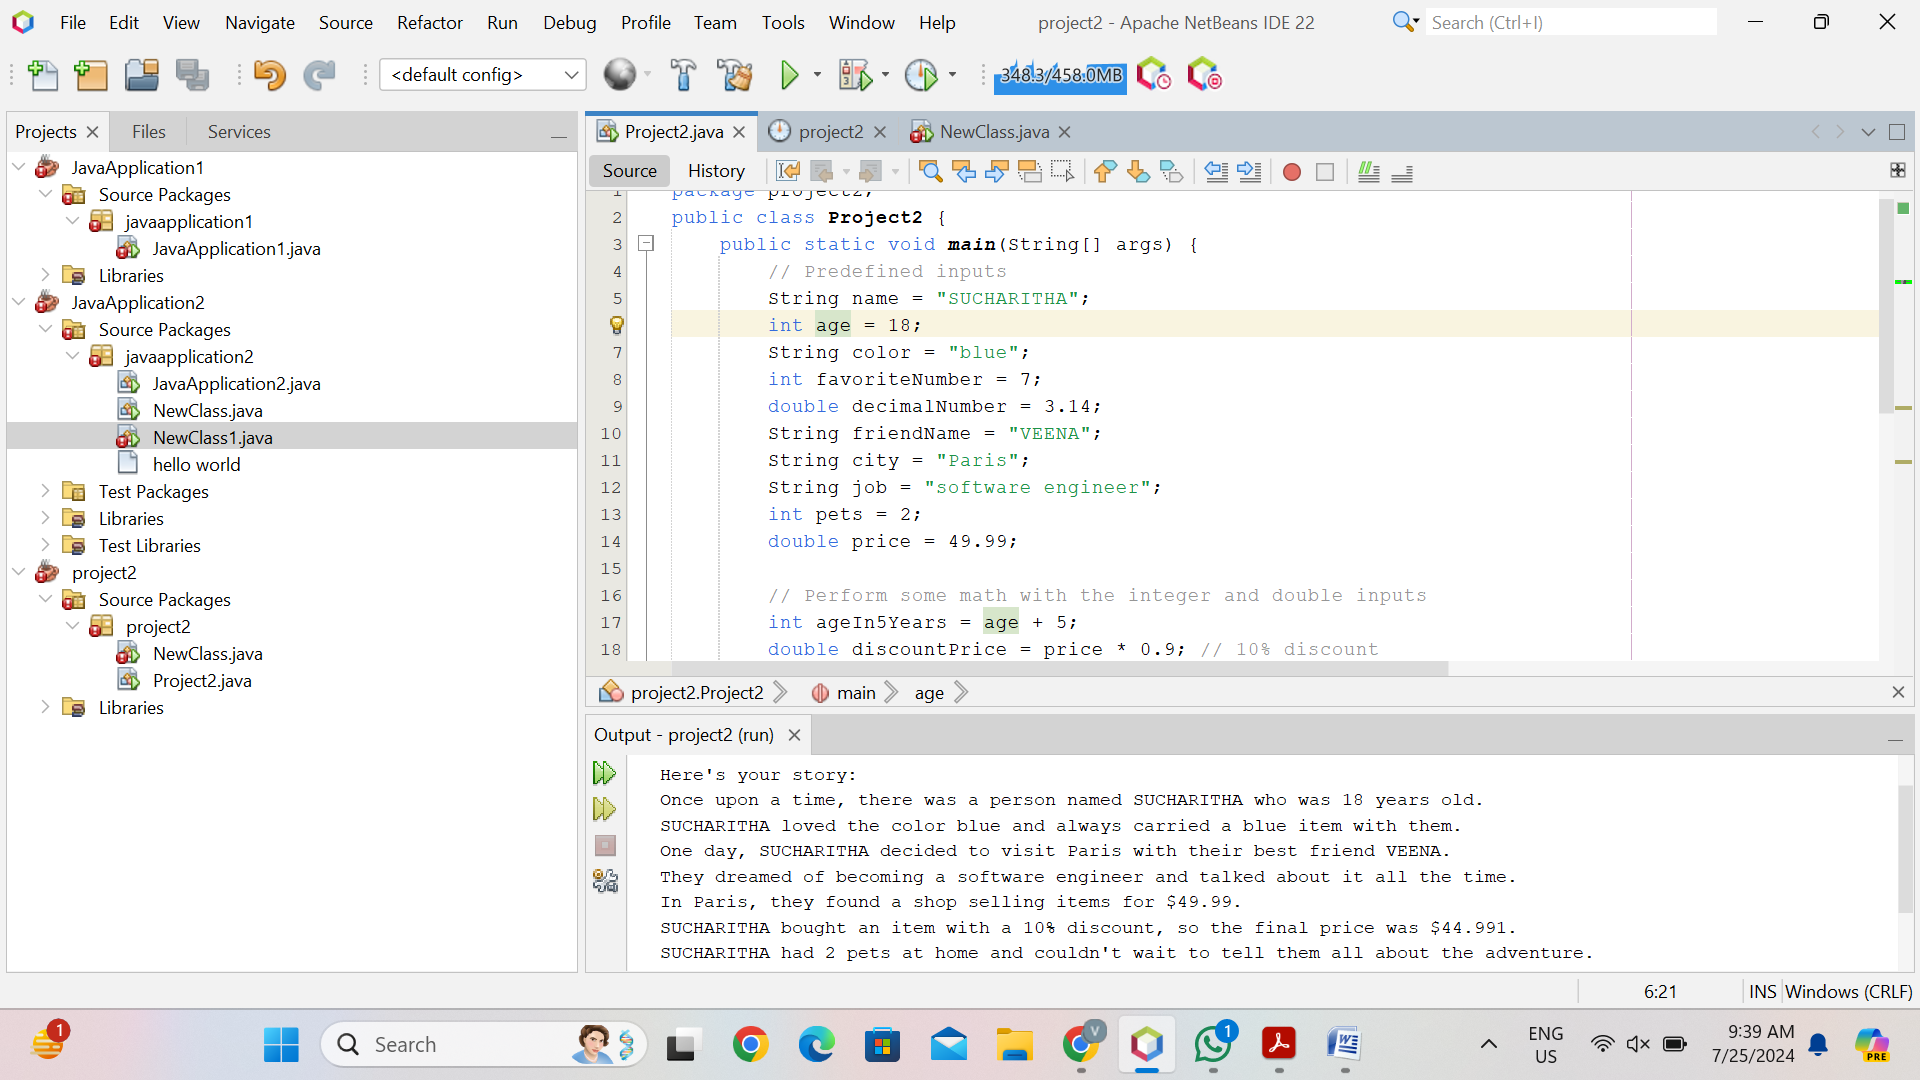 File Edit View Navigate Source Refactor Run Debug Profile Team Tools Window Help
project2 - Apache NetBeans IDE 22
Search (Ctrl+I)
<default config>
348.3/458.0MB
Projects
Files
Services
JavaApplication1
Source Packages
javaapplication1
JavaApplication1.java
Libraries
JavaApplication2
Source Packages
javaapplication2
JavaApplication2.java
NewClass.java
NewClass1.java
hello world
Test Packages
Libraries
Test Libraries
project2
Source Packages
project2
NewClass.java
Project2.java
Libraries
Project2.java
project2
NewClass.java
Source
History
1 package project2;
2 public class Project2 {
3 public static void main(String[] args) {
4 // Predefined inputs
5 String name = "SUCHARITHA";
int age = 18;
7 String color = "blue";
8 int favoriteNumber = 7;
9 double decimalNumber = 3.14;
10 String friendName = "VEENA";
11 String city = "Paris";
12 String job = "software engineer";
13 int pets = 2;
14 double price = 49.99;
15
16 // Perform some math with the integer and double inputs
17 int ageIn5Years = age + 5;
18 double discountPrice = price * 0.9; // 10% discount
project2.Project2
main
age
Output - project2 (run)
Here's your story:
Once upon a time, there was a person named SUCHARITHA who was 18 years old.
SUCHARITHA loved the color blue and always carried a blue item with them.
One day, SUCHARITHA decided to visit Paris with their best friend VEENA.
They dreamed of becoming a software engineer and talked about it all the time.
In Paris, they found a shop selling items for $49.99.
SUCHARITHA bought an item with a 10% discount, so the final price was $44.991.
SUCHARITHA had 2 pets at home and couldn't wait to tell them all about the adventure.
6:21
INS
Windows (CRLF)
1
Search
V
1
ENG
US
9:39 AM
7/25/2024
PRE